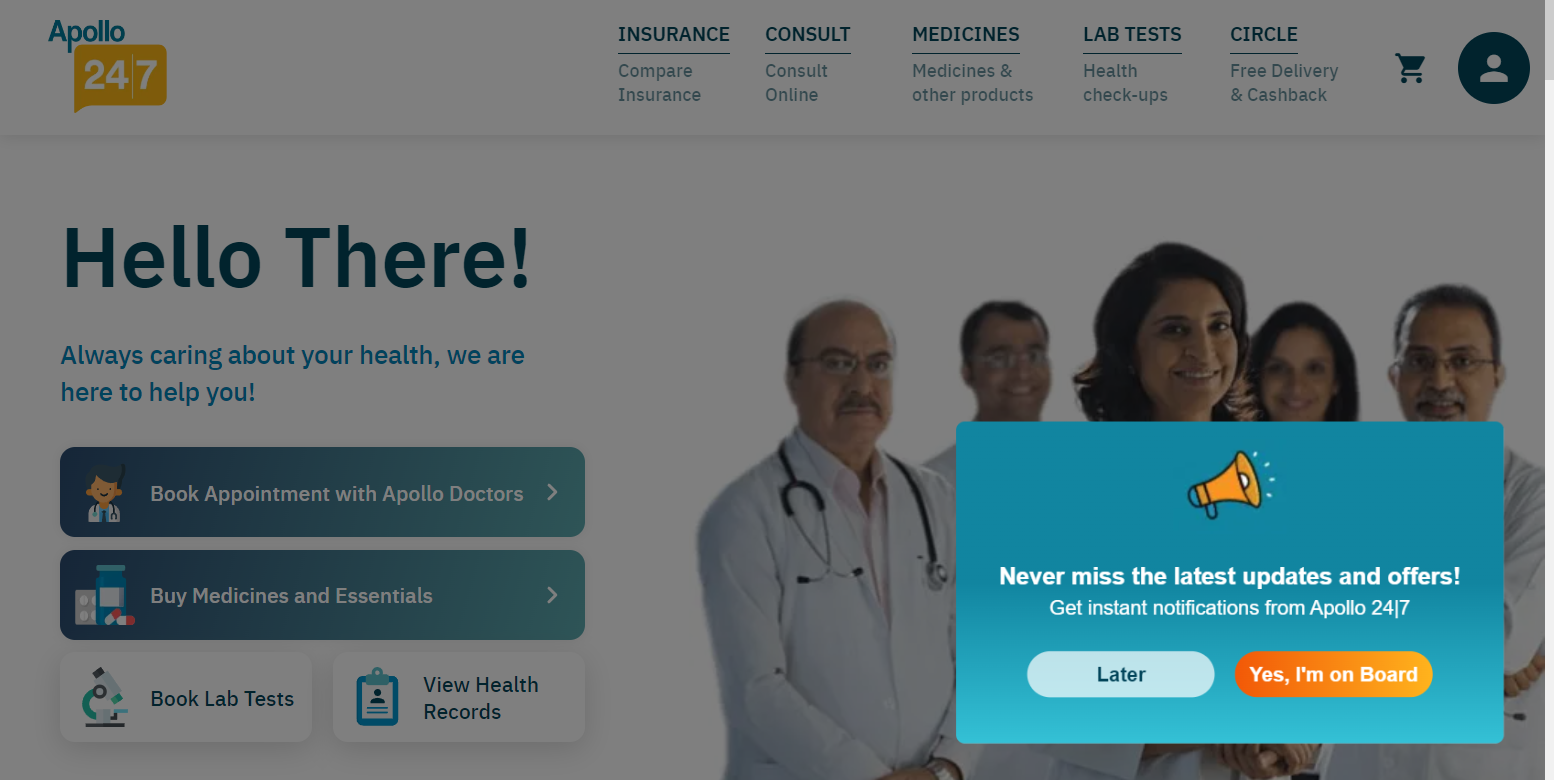 Apollo
24|7
INSURANCE
Compare
Insurance
CONSULT
Consult
Online
MEDICINES
Medicines &
other products
LAB TESTS
Health
check-ups
CIRCLE
Free Delivery
& Cashback
Hello There!
Always caring about your health, we are
here to help you!
Book Appointment with Apollo Doctors
Buy Medicines and Essentials
Book Lab Tests
View Health
Records
Never miss the latest updates and offers!
Get instant notifications from Apollo 24|7
Later
Yes, I'm on Board